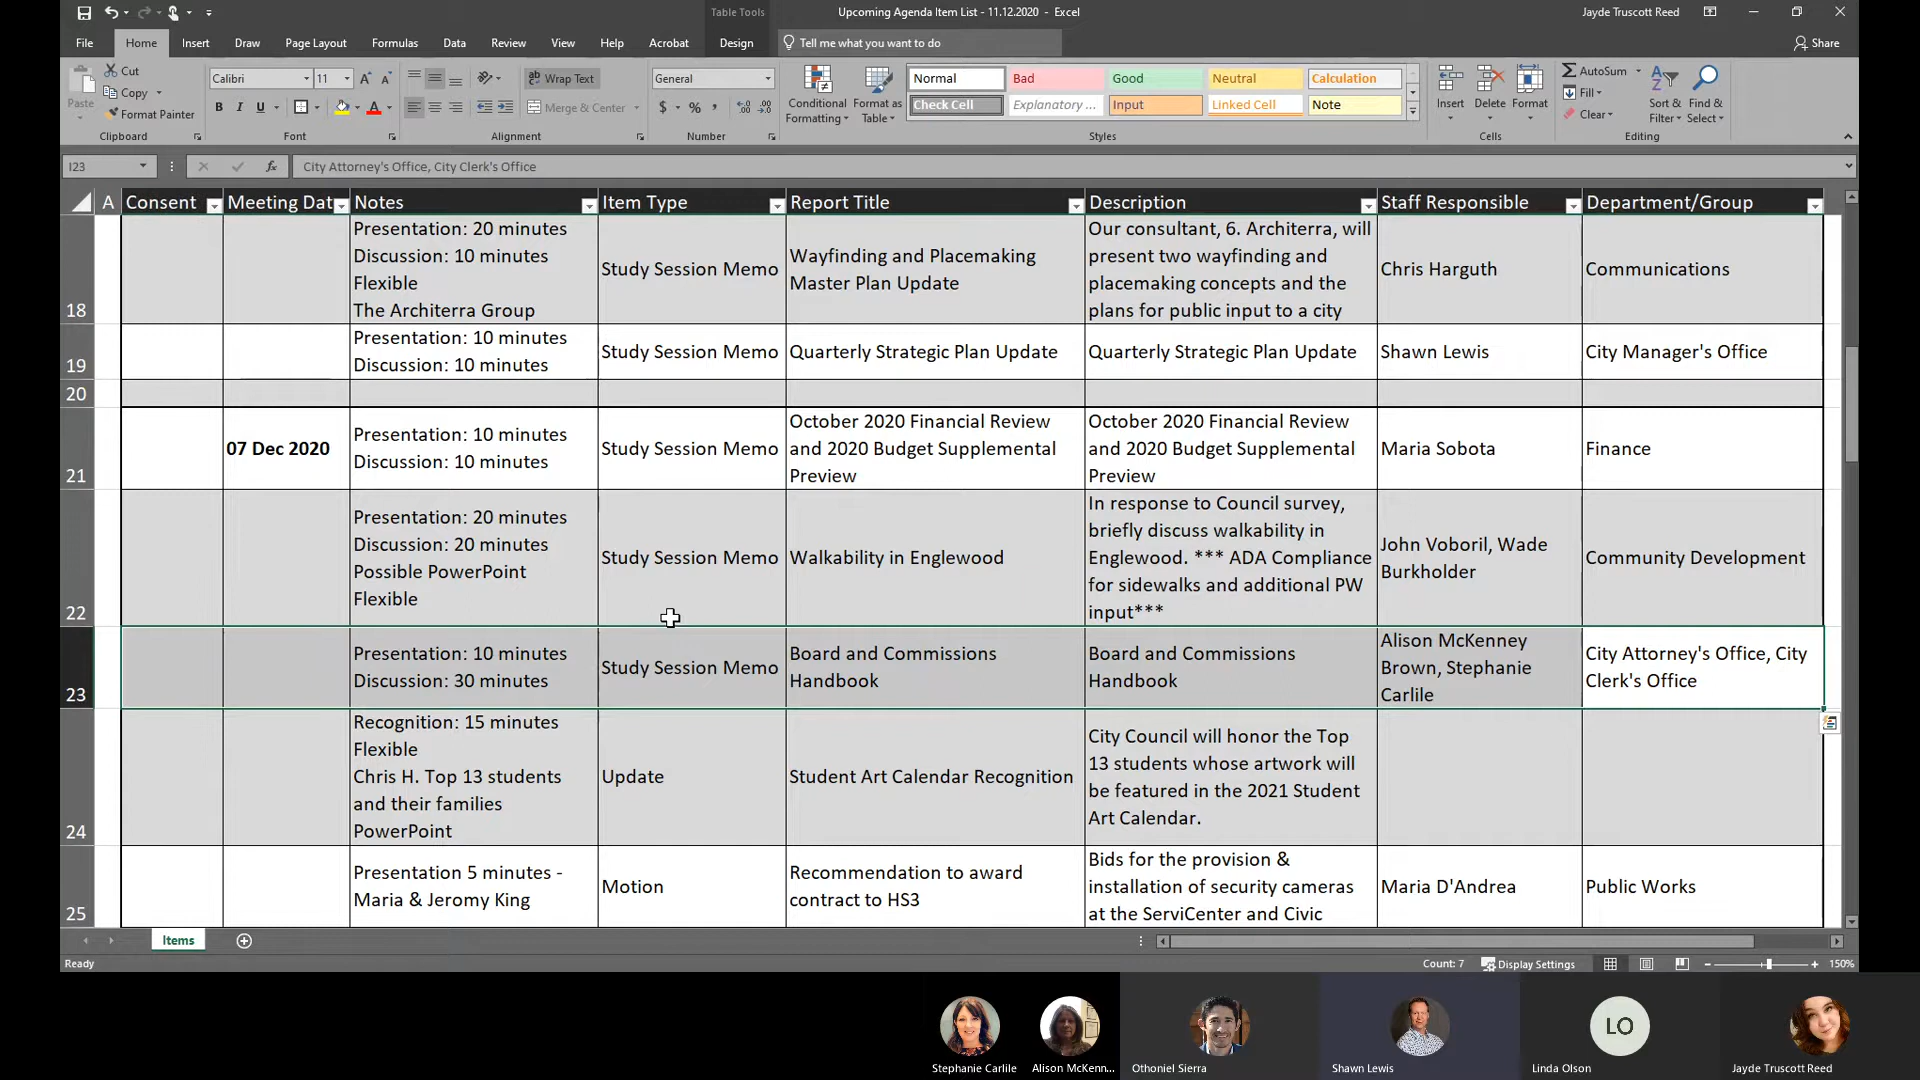 Table Tools
Upcoming Agenda Item List - 11.12.2020 - Excel
Jayde Truscott Reed
File Home Insert Draw Page Layout Formulas Data Review View Help Acrobat Design Tell me what you want to do Share
Paste
Cut
Copy
Format Painter
Clipboard
Calibri 11
B I U
Font
Wrap Text
Merge & Center
Alignment
General
$ % ,
Number
Conditional Formatting
Format as Table
Normal Bad Good Neutral Calculation
Check Cell Explanatory ... Input Linked Cell Note
Styles
Insert Delete Format
Cells
AutoSum
Fill
Clear
Sort & Filter
Find & Select
Editing
I23
fx
City Attorney's Office, City Clerk's Office
A Consent Meeting Dat Notes Item Type Report Title Description Staff Responsible Department/Group
18
Presentation: 20 minutes
Discussion: 10 minutes
Flexible
The Architerra Group
Study Session Memo
Wayfinding and Placemaking
Master Plan Update
Our consultant, 6. Architerra, will
present two wayfinding and
placemaking concepts and the
plans for public input to a city
Chris Harguth
Communications
19
Presentation: 10 minutes
Discussion: 10 minutes
Study Session Memo
Quarterly Strategic Plan Update
Quarterly Strategic Plan Update
Shawn Lewis
City Manager's Office
20
21
07 Dec 2020
Presentation: 10 minutes
Discussion: 10 minutes
Study Session Memo
October 2020 Financial Review
and 2020 Budget Supplemental
Preview
October 2020 Financial Review
and 2020 Budget Supplemental
Preview
Maria Sobota
Finance
22
Presentation: 20 minutes
Discussion: 20 minutes
Possible PowerPoint
Flexible
Study Session Memo
Walkability in Englewood
In response to Council survey,
briefly discuss walkability in
Englewood. *** ADA Compliance
for sidewalks and additional PW
input***
John Voboril, Wade
Burkholder
Community Development
23
Presentation: 10 minutes
Discussion: 30 minutes
Study Session Memo
Board and Commissions
Handbook
Board and Commissions
Handbook
Alison McKenney
Brown, Stephanie
Carlile
City Attorney's Office, City
Clerk's Office
24
Recognition: 15 minutes
Flexible
Chris H. Top 13 students
and their families
PowerPoint
Update
Student Art Calendar Recognition
City Council will honor the Top
13 students whose artwork will
be featured in the 2021 Student
Art Calendar.
25
Presentation 5 minutes -
Maria & Jeromy King
Motion
Recommendation to award
contract to HS3
Bids for the provision &
installation of security cameras
at the ServiCenter and Civic
Maria D'Andrea
Public Works
Items
Ready
Count: 7
Display Settings
150%
LO
Stephanie Carlile
Alison McKenn...
Othoniel Sierra
Shawn Lewis
Linda Olson
Jayde Truscott Reed